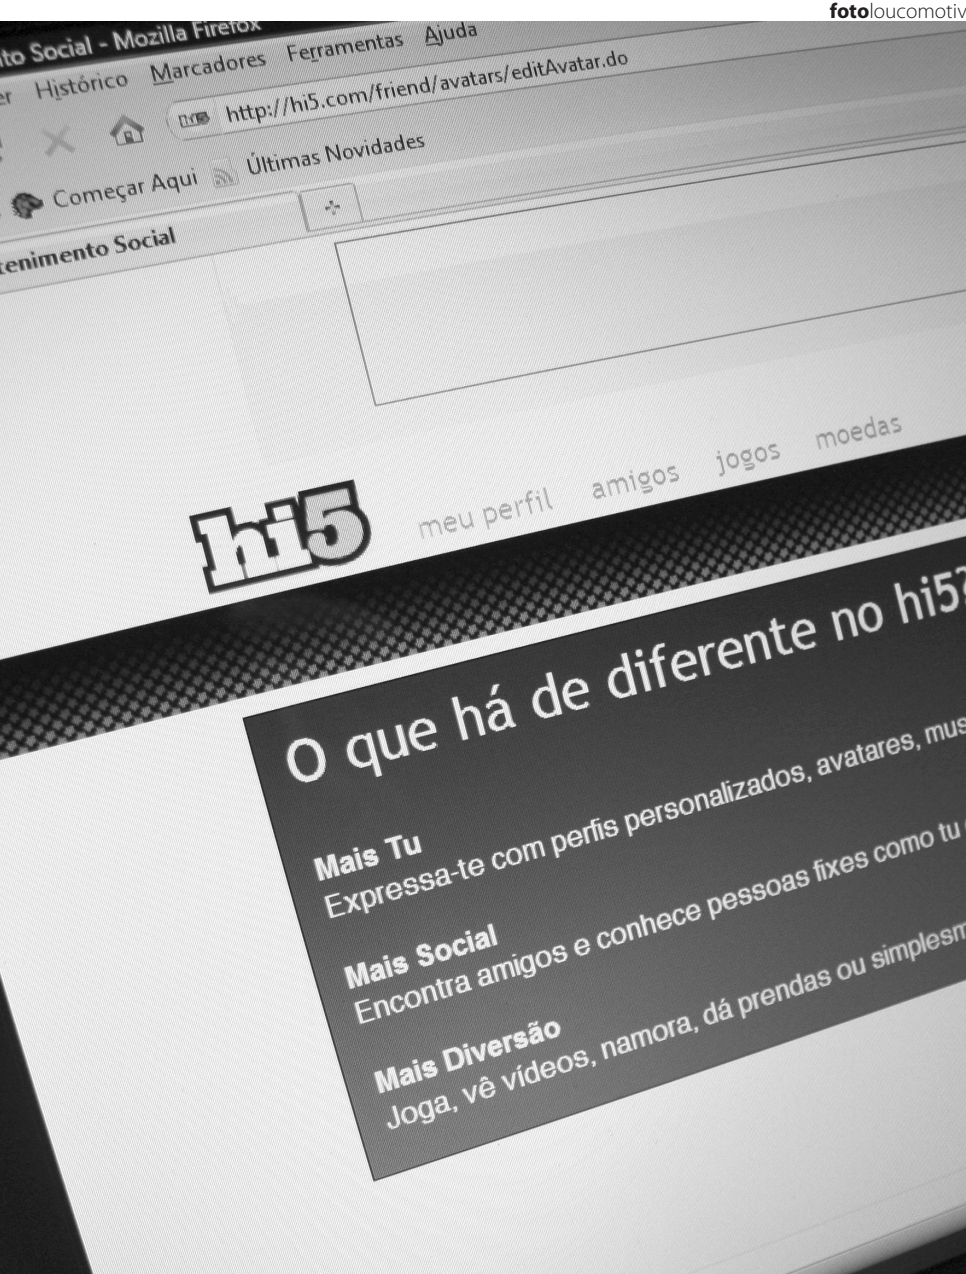 fotoloucomotiv
to Social - Mozilla Firefox
er Histórico Marcadores Ferramentas Ajuda
http://hi5.com/friend/avatars/editAvatar.do
Começar Aqui Últimas Novidades
tenimento Social
hi5 meu perfil amigos jogos moedas
O que há de diferente no hi5?
Mais Tu
Expressa-te com perfis personalizados, avatares, mus
Mais Social
Encontra amigos e conhece pessoas fixes como tu
Mais Diversão
Joga, vê vídeos, namora, dá prendas ou simplesm